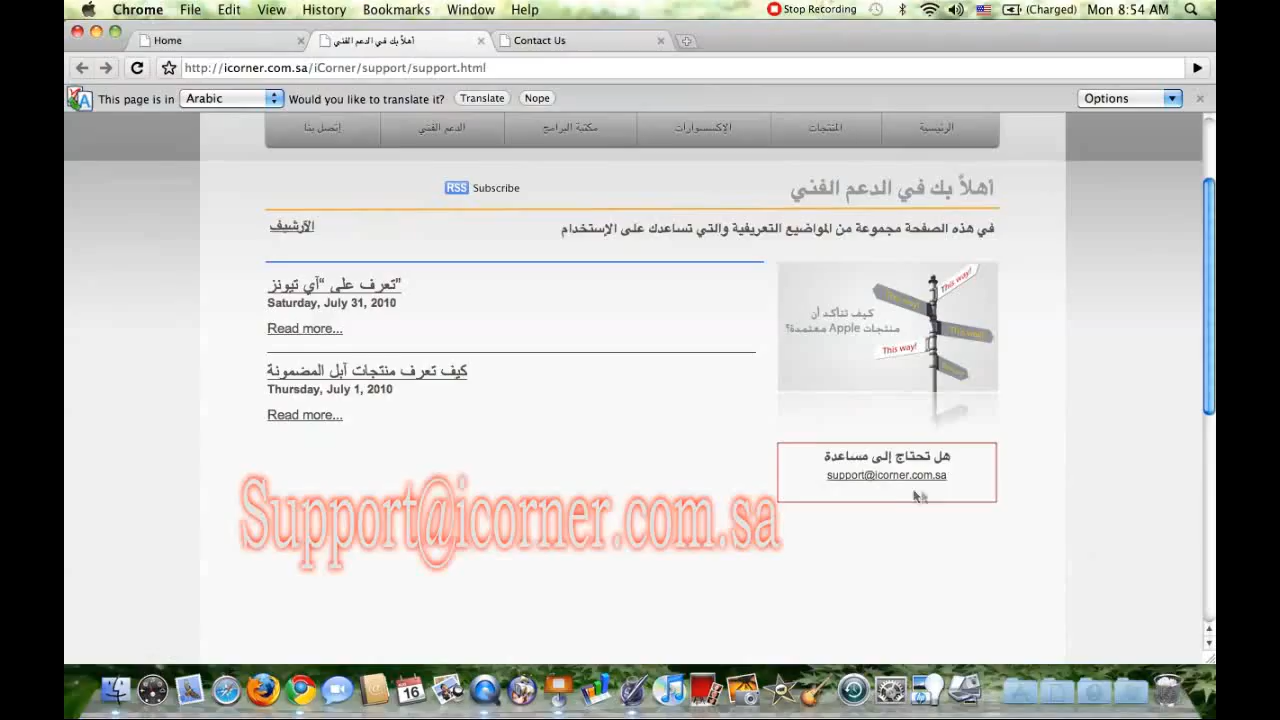 Chrome File Edit View History Bookmarks Window Help Stop Recording (Charged) Mon 8:54 AM
Home أهلاً بك في الدعم الفني Contact Us
http://icorner.com.sa/iCorner/support/support.html
This page is in Arabic Would you like to translate it? Translate Nope Options
الرئيسية المنتجات الإكسسوارات مكتبة البرامج الدعم الفني إتصل بنا
أهلاً بك في الدعم الفني
RSS Subscribe
في هذه الصفحة مجموعة من المواضيع التعريفية والتي تساعدك على الإستخدام
الآرشيف
تعرف على “آي تيونز”
Saturday, July 31, 2010
Read more...
كيف تعرف منتجات آبل المضمونة
Thursday, July 1, 2010
Read more...
This way!
This way!
كيف تتأكد أن
منتجات Apple معتمدة؟
This way!
This way!
هل تحتاج إلى مساعدة
support@icorner.com.sa
Support@icorner.com.sa
16